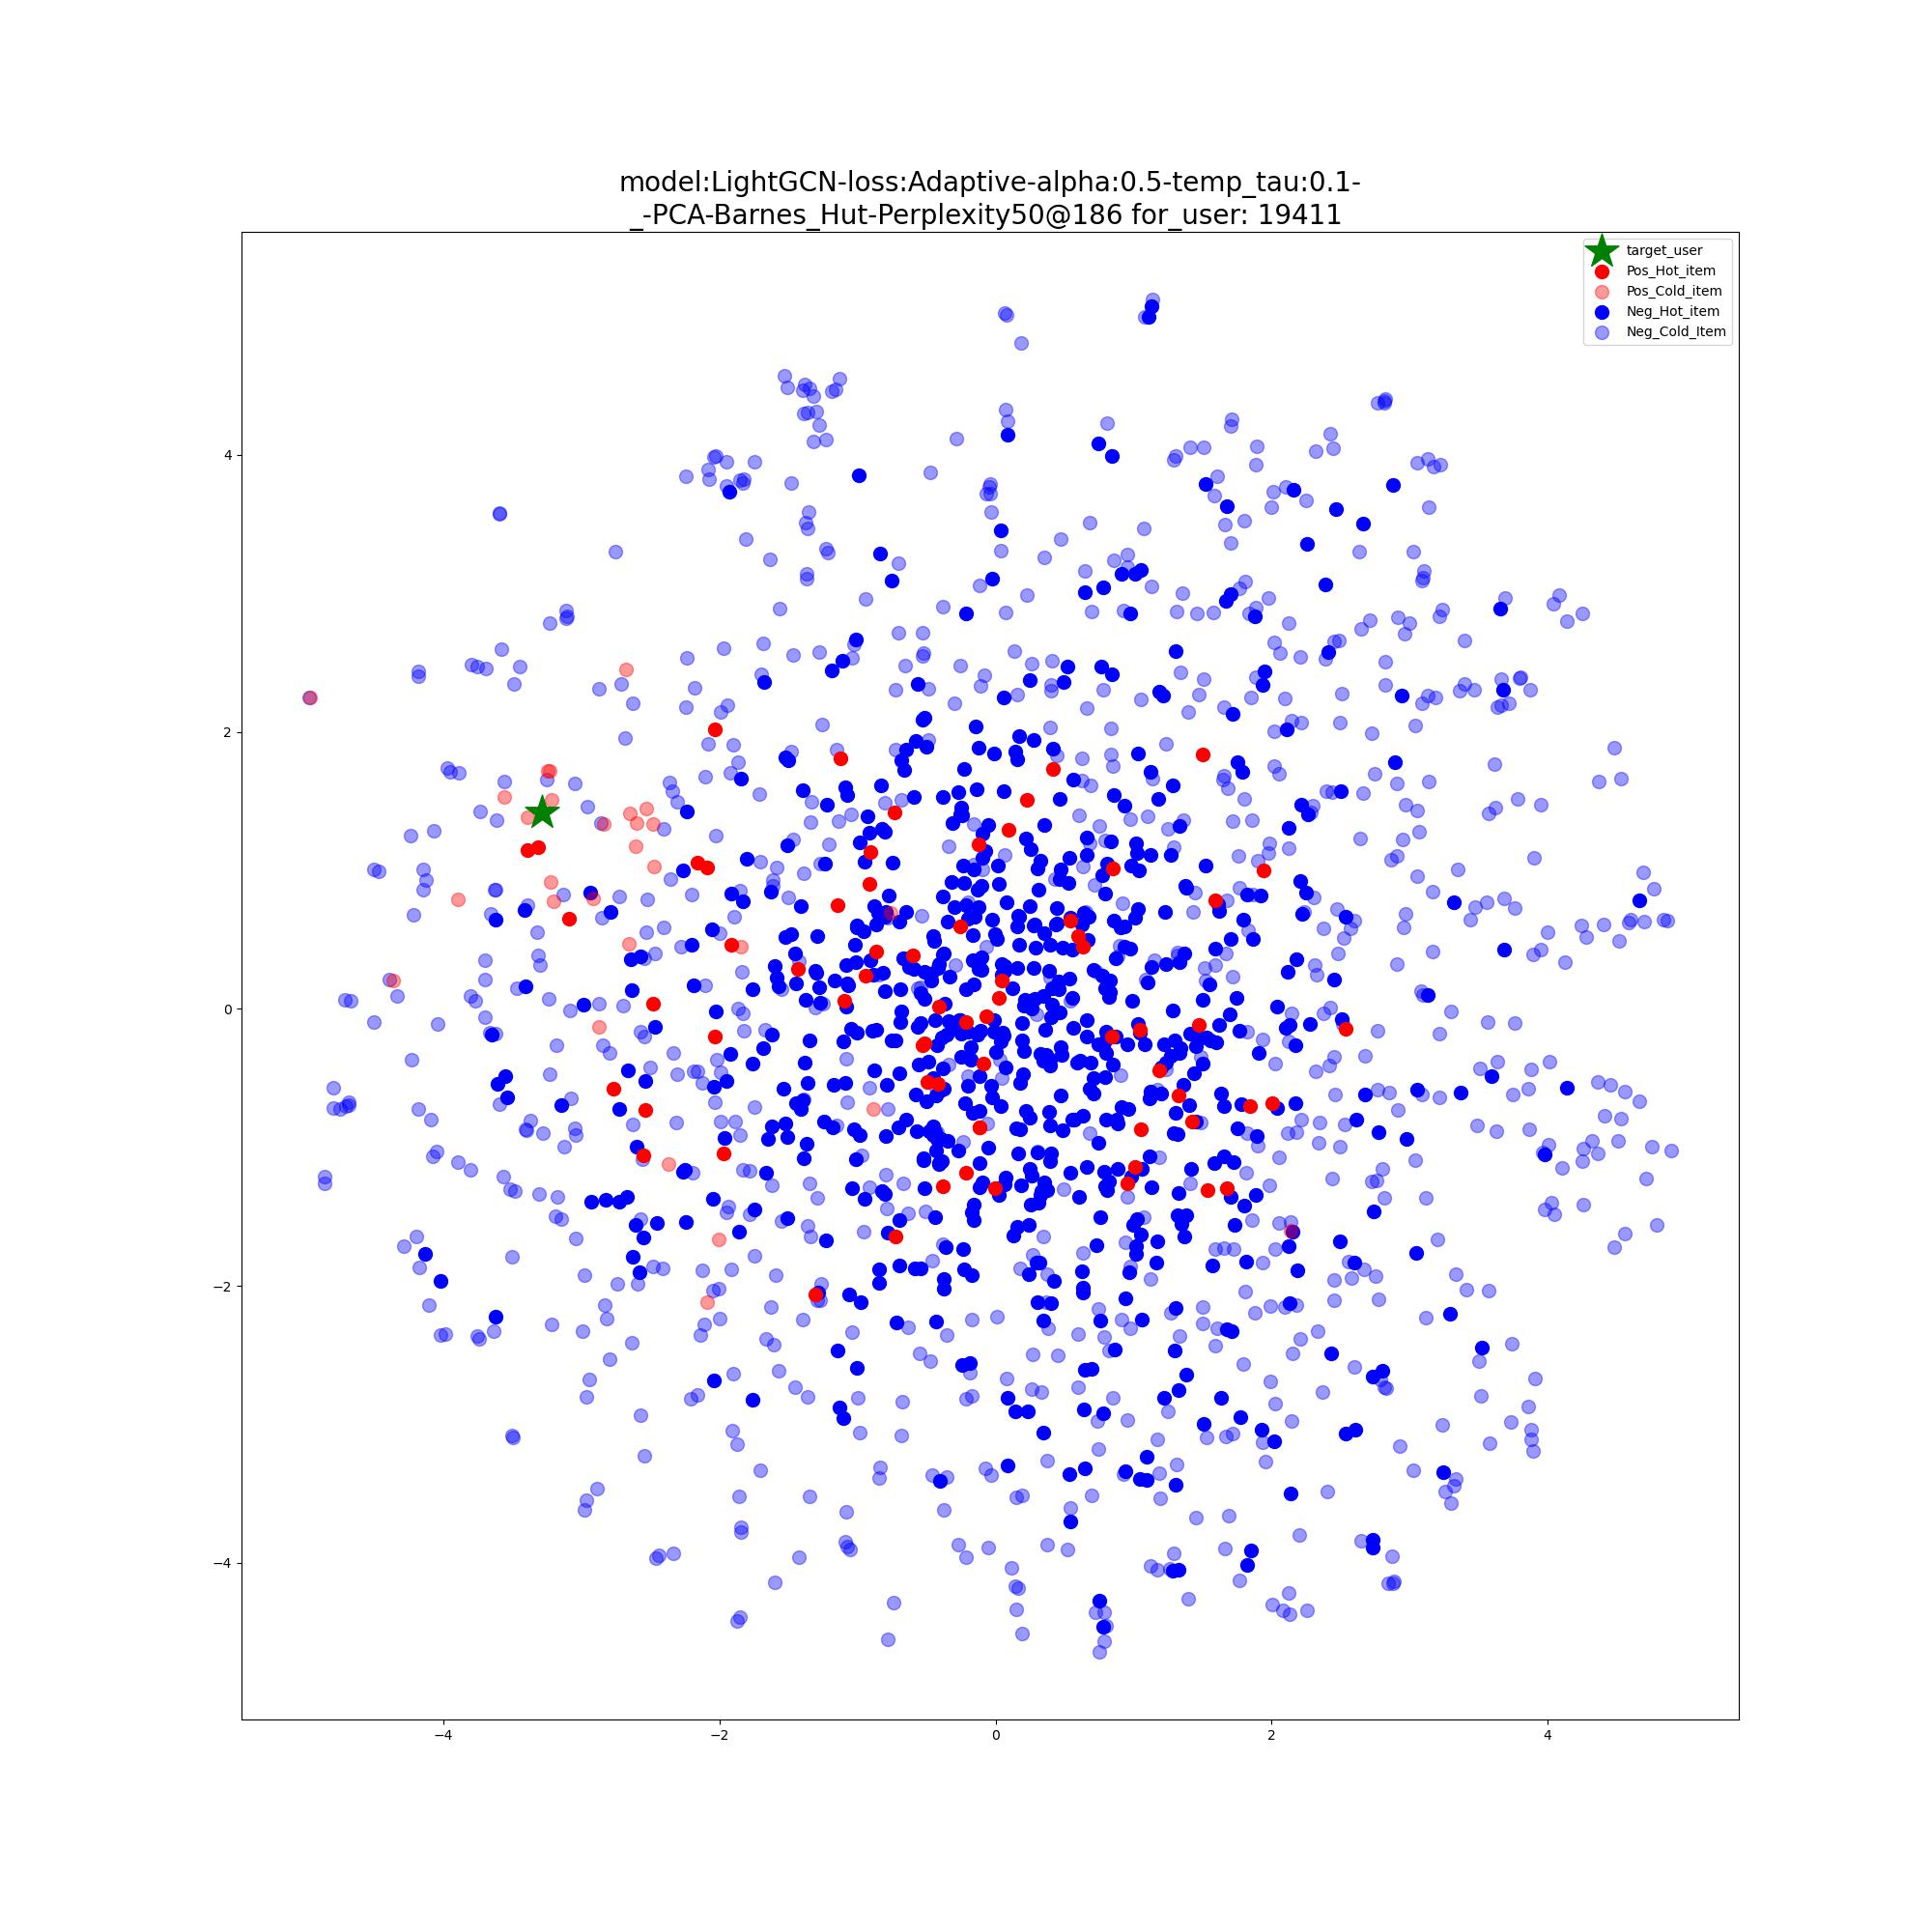 model:LightGCN-loss:Adaptive-alpha:0.5-temp_tau:0.1-
_-PCA-Barnes_Hut-Perplexity50@186 for_user: 19411
target_user
Pos_Hot_item
Pos_Cold_item
Neg_Hot_item
Neg_Cold_Item
4
2
0
−2
−4
−4
−2
0
2
4